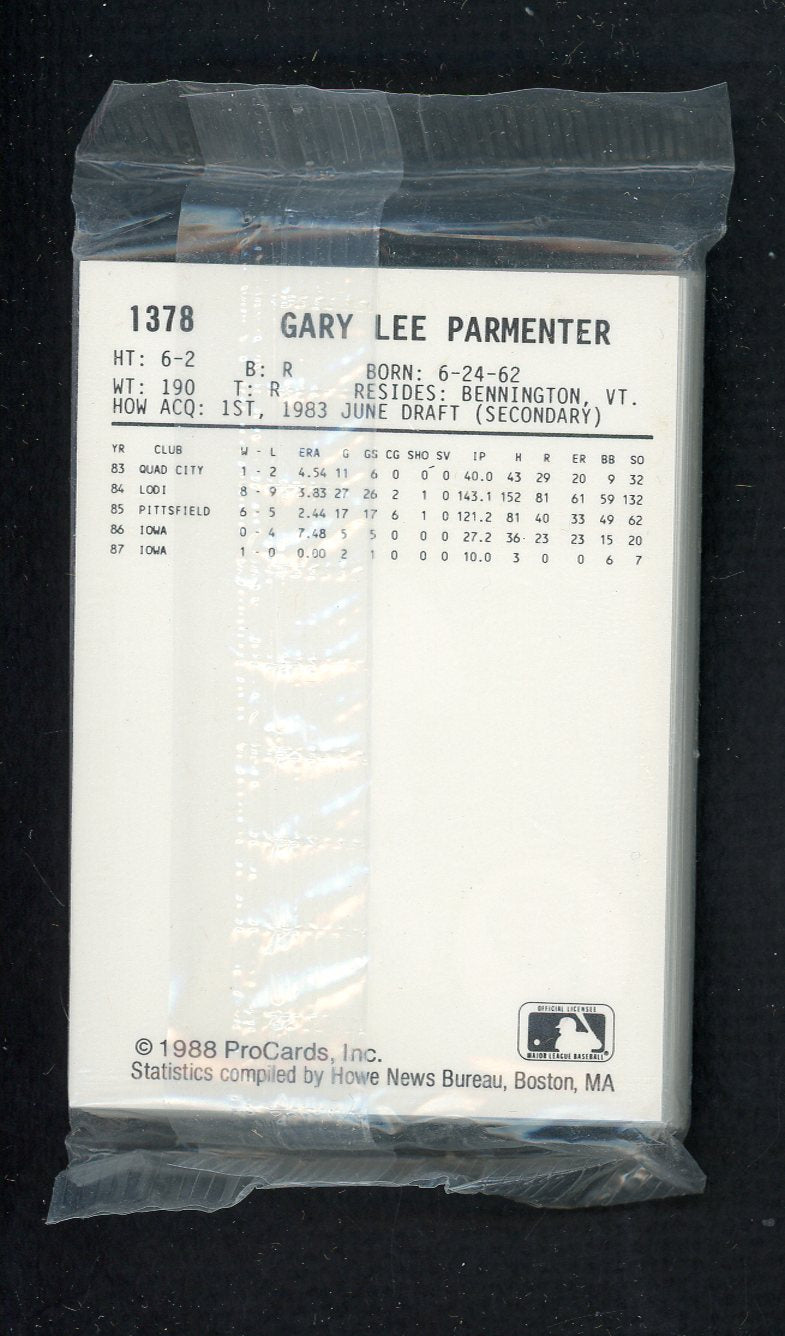 1378 GARY LEE PARMENTER
HT: 6-2 B: R BORN: 6-24-62
WT: 190 T: R RESIDES: BENNINGTON, VT.
HOW ACQ: 1ST, 1983 JUNE DRAFT (SECONDARY)
YR CLUB W - L ERA G GS CG SHO SV IP H R ER BB SO
83 QUAD CITY 1 - 2 4.54 11 6 0 0 0 40.0 43 29 20 9 32
84 LODI 8 - 9 3.83 27 26 2 1 0 143.1 152 81 61 59 132
85 PITTSFIELD 6 - 5 2.44 17 17 6 1 0 121.2 81 40 33 49 62
86 IOWA 0 - 4 7.48 5 5 0 0 0 27.2 36 23 23 15 20
87 IOWA 1 - 0 0.00 2 1 0 0 0 10.0 3 0 0 6 7
OFFICIAL LICENSEE
MAJOR LEAGUE BASEBALL
© 1988 ProCards, Inc.
Statistics compiled by Howe News Bureau, Boston, MA